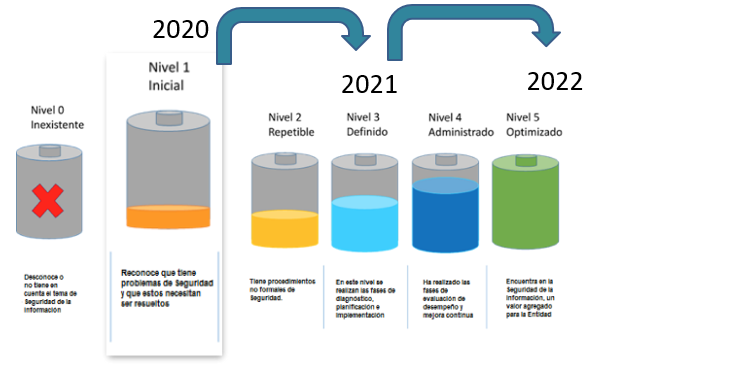 2020
2021
2022
Nivel 0
Inexistente
Desconoce o
no tiene en
cuenta el tema de
Seguridad de la
Información
Nivel 1
Inicial
Reconoce que tiene
problemas de Seguridad
y que estos necesitan
ser resueltos
Nivel 2
Repetible
Tiene procedimientos
no formales de
Seguridad.
Nivel 3
Definido
En este nivel se
realizan las fases de
diagnóstico,
planificación e
Implementación
Nivel 4
Administrado
Ha realizado las
fases de
evaluación de
desempeño y
mejora continua
Nivel 5
Optimizado
Encuentra en la
Seguridad de la
información, un
valor agregado
para la Entidad